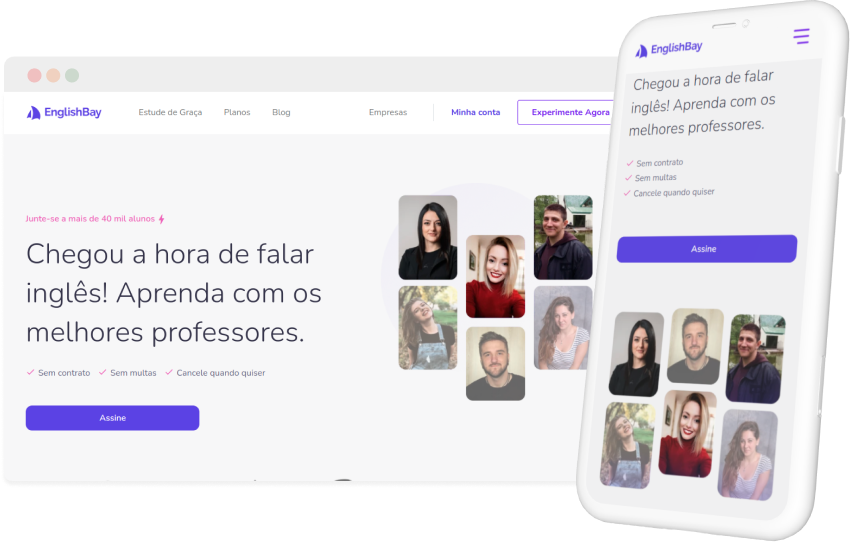 EnglishBay
Estude de Graça
Planos
Blog
Empresas
Minha conta
Experimente Agora
Junte-se a mais de 40 mil alunos
Chegou a hora de falar
inglês! Aprenda com os
melhores professores.
Sem contrato
Sem multas
Cancele quando quiser
Assine
EnglishBay
Chegou a hora de falar
inglês! Aprenda com os
melhores professores.
Sem contrato
Sem multas
Cancele quando quiser
Assine